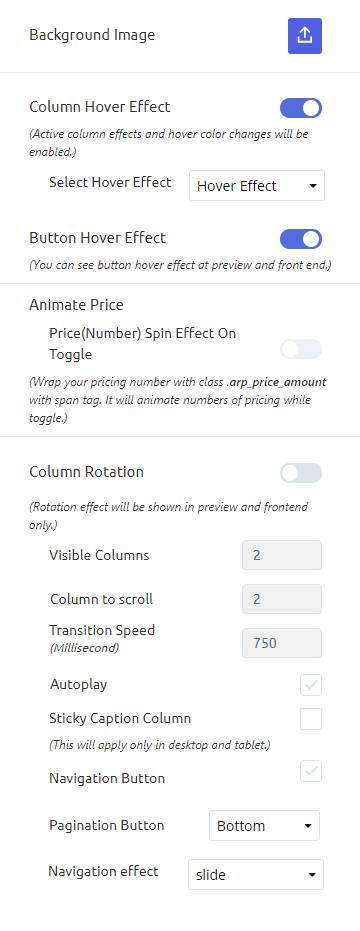 Background Image
Column Hover Effect
(Active column effects and hover color changes will be
enabled.)
Select Hover Effect
Hover Effect
Button Hover Effect
(You can see button hover effect at preview and front end.)
Animate Price
Price(Number) Spin Effect On
Toggle
(Wrap your pricing number with class .arp_price_amount
with span tag. It will animate numbers of pricing while
toggle.)
Column Rotation
(Rotation effect will be shown in preview and frontend
only.)
Visible Columns 2
Column to scroll 2
Transition Speed
(Millisecond)
750
Autoplay
Sticky Caption Column
(This will apply only in desktop and tablet.)
Navigation Button
Pagination Button Bottom
Navigation effect slide